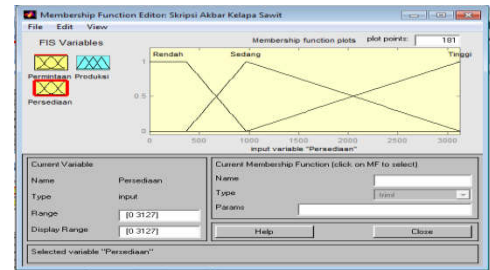 Membership Function Editor: Skripsi Akbar Kelapa Sawit
File Edit View
FIS Variables
Membership function plots plot points: 181
Permintaan Produksi
Persediaan
Rendah Sedang Tinggi
1
0.5
0
0 500 1000 1500 2000 2500 3000
input variable "Persediaan"
Current Variable
Name Persediaan
Type input
Range [0 3127]
Display Range [0 3127]
Current Membership Function (click on MF to select)
Name
Type trimf
Params
Help Close
Selected variable "Persediaan"